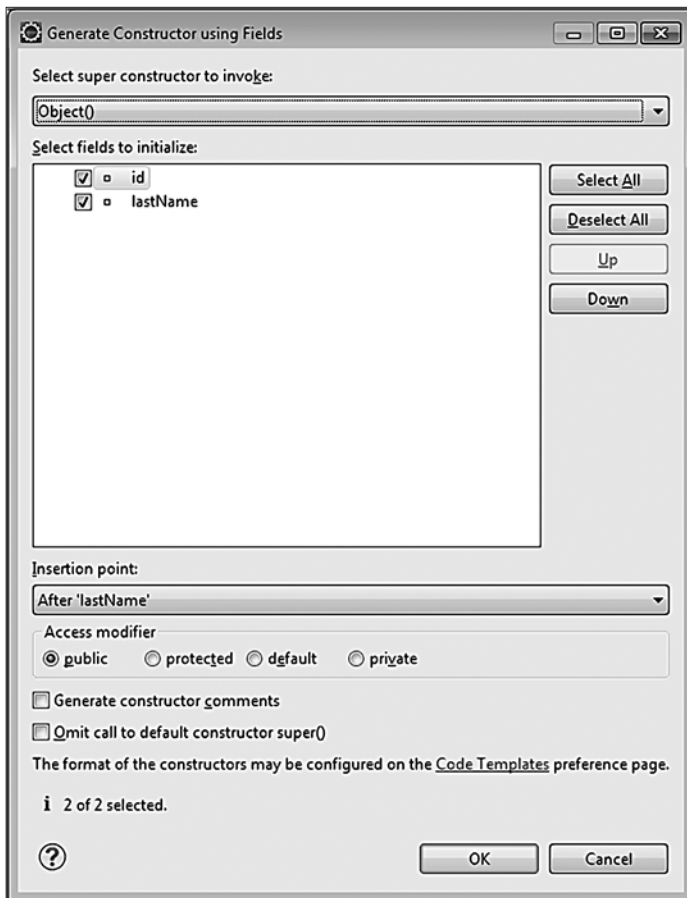 Generate Constructor using Fields
Select super constructor to invoke:
Object()
Select fields to initialize:
id
lastName
Select All
Deselect All
Up
Down
Insertion point:
After 'lastName'
Access modifier
public protected default private
Generate constructor comments
Omit call to default constructor super()
The format of the constructors may be configured on the Code Templates preference page.
i 2 of 2 selected.
?
OK Cancel